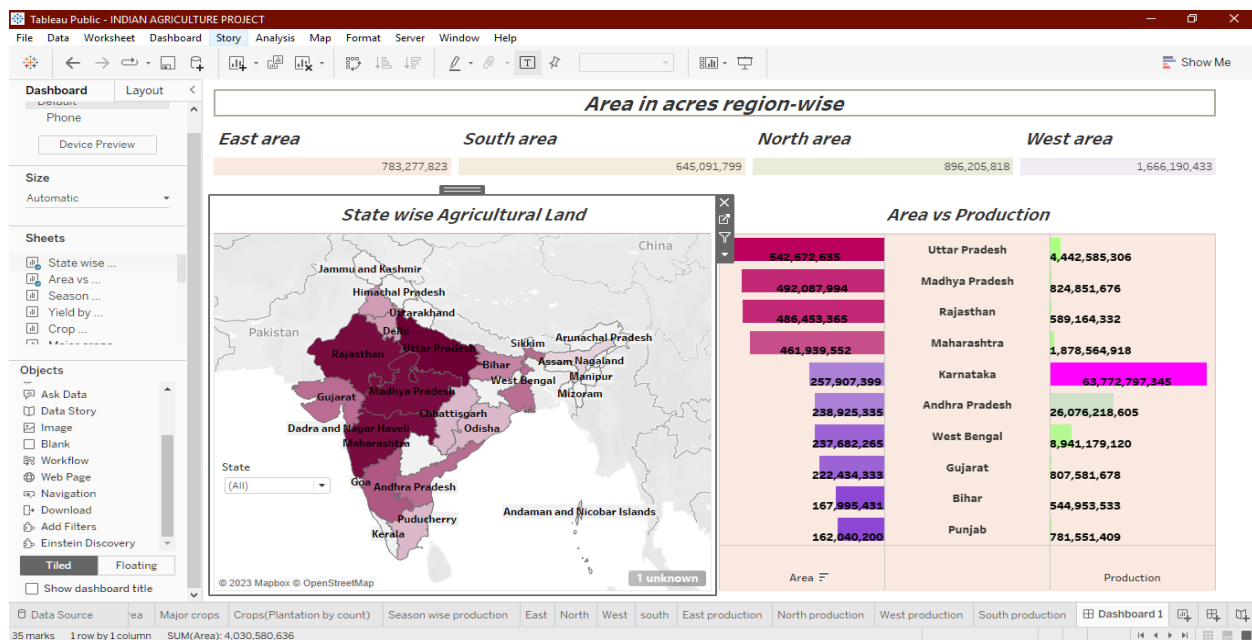 Tableau Public - INDIAN AGRICULTURE PROJECT
File Data Worksheet Dashboard Story Analysis Map Format Server Window Help
Show Me
Dashboard Layout
Default
Phone
Device Preview
Size
Automatic
Sheets
State wise ...
Area vs ...
Season ...
Yield by ...
Crop ...
Major crops
Objects
Ask Data
Data Story
Image
Blank
Workflow
Web Page
Navigation
Download
Add Filters
Einstein Discovery
Tiled Floating
Show dashboard title
Area in acres region-wise
East area South area North area West area
783,277,823 645,091,799 896,205,818 1,666,190,433
State wise Agricultural Land
China
Jammu and Kashmir
Himachal Pradesh
Uttarakhand
Pakistan
Delhi
Arunachal Pradesh
Sikkim
Rajasthan
Uttar Pradesh
Bihar
Assam Nagaland
West Bengal
Manipur
Gujarat
Madhya Pradesh
Mizoram
Chhattisgarh
Dadra and Nagar Haveli
Odisha
Maharashtra
State
(All)
Goa
Andhra Pradesh
Andaman and Nicobar Islands
Puducherry
Kerala
© 2023 Mapbox © OpenStreetMap
1 unknown
Area vs Production
542,672,635 Uttar Pradesh 4,442,585,306
492,087,994 Madhya Pradesh 824,851,676
486,453,365 Rajasthan 589,164,332
461,939,552 Maharashtra 1,878,564,918
257,907,399 Karnataka 63,772,797,345
238,925,335 Andhra Pradesh 26,076,218,605
237,682,265 West Bengal 8,941,179,120
222,434,333 Gujarat 807,581,678
167,995,431 Bihar 544,953,533
162,040,200 Punjab 781,551,409
Area Production
Data Source rea Major crops Crops(Plantation by count) Season wise production East North West south East production North production West production South production Dashboard 1
35 marks 1 row by 1 column SUM(Area): 4,030,580,636